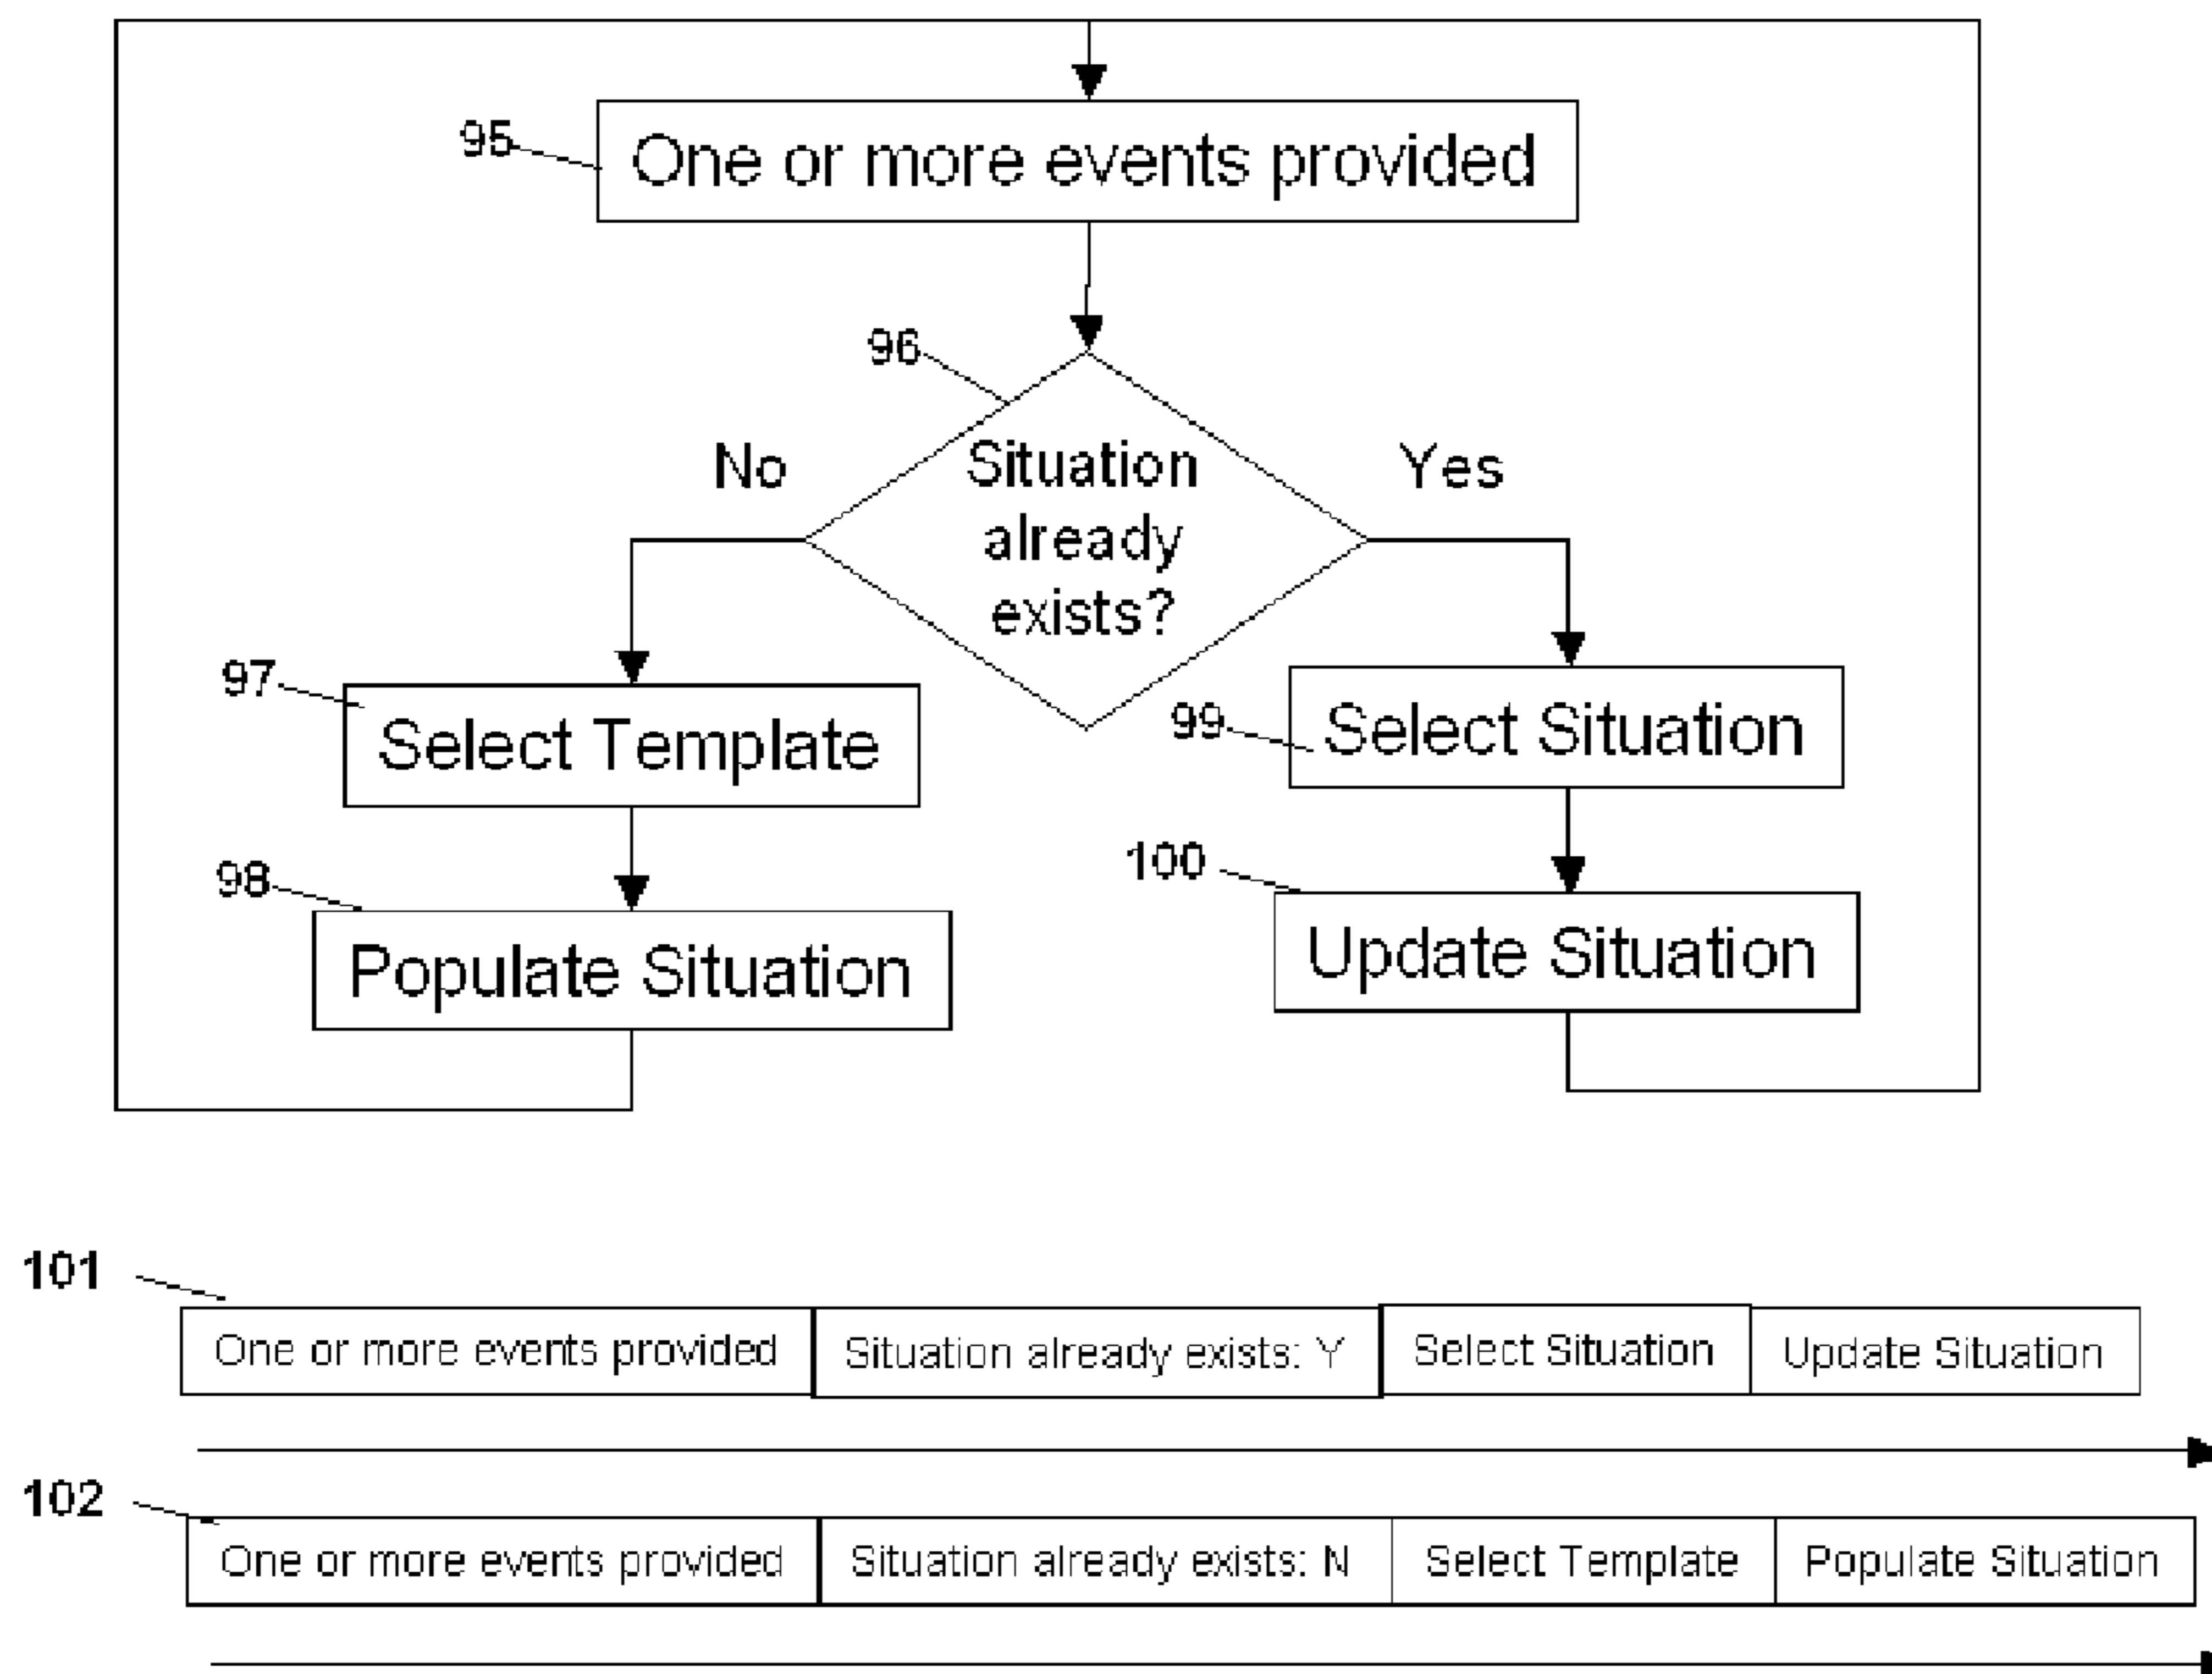 95
One or more events provided
96
No
Yes
Situation
already
exists?
97
Select Template
99
Select Situation
98
Populate Situation
100
Update Situation
101
One or more events provided Situation already exists: Y Select Situation Update Situation
102
One or more events provided Situation already exists: N Select Template Populate Situation